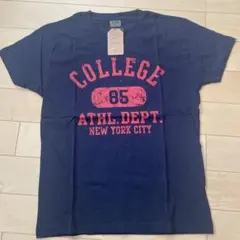 COLLEGE
85
ATHL. DEPT.
NEW YORK CITY